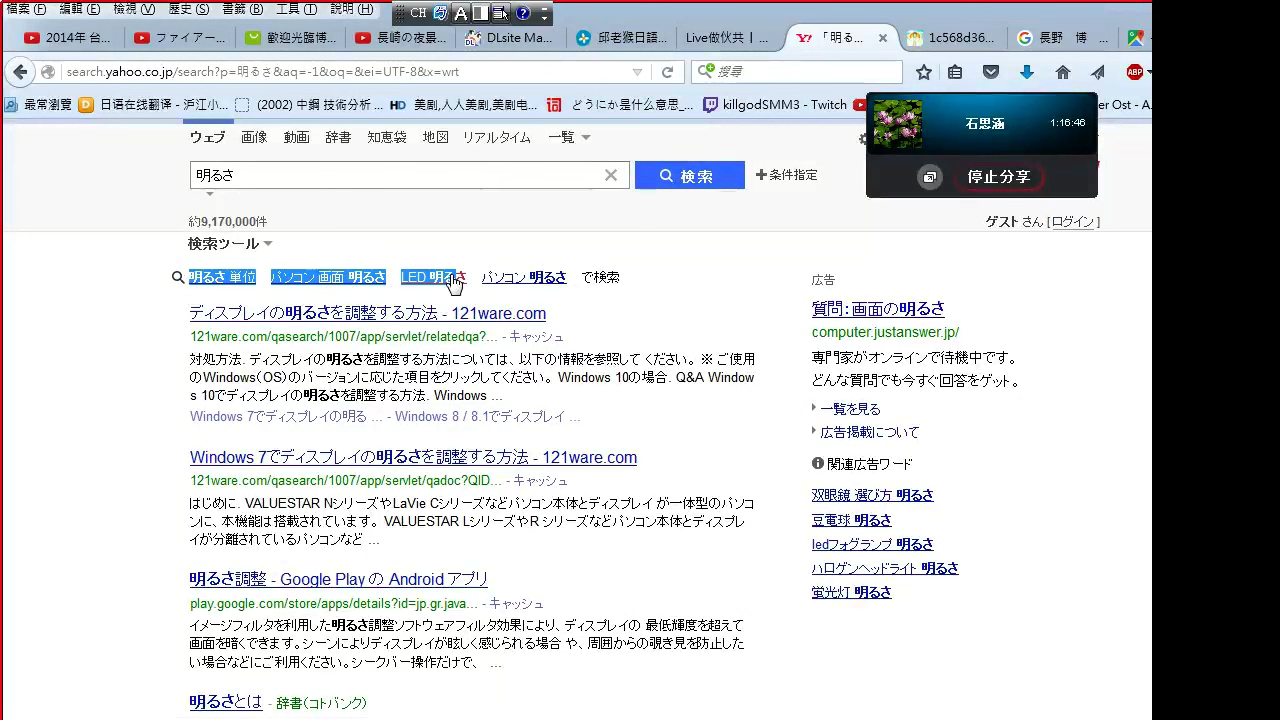 檔案 (F) 編輯 (E) 檢視 (V) 歷史 (S) 書籤 (B) 工具 (T) 說明 (H)
CH
2014年 台... ファイアー... 歡迎光臨博... 長崎の夜景... DLsite Ma... 邱老猴日語... Live做伙共 | ... 「明る... 1c568d36... 長野 博 ...
search.yahoo.co.jp/search?p=明るさ&aq=-1&oq=&ei=UTF-8&x=wrt 搜尋 ABP
最常瀏覽 日语在线翻译 - 沪江小... (2002) 中鋼 技術分析... HD 美剧,人人美剧,美剧电... 詞 どうにか是什么意思_... killgodSMM3 - Twitch er Ost - A...
石思涵 1:16:46
停止分享
ウェブ 画像 動画 辞書 知恵袋 地図 リアルタイム 一覧
明るさ 検索 +条件指定
約9,170,000件 ゲスト さん [ログイン]
検索ツール
明るさ 単位 パソコン 画面 明るさ LED 明るさ パソコン 明るさ で検索
ディスプレイの明るさを調整する方法 - 121ware.com
121ware.com/qasearch/1007/app/servlet/relatedqa?... - キャッシュ
対処方法. ディスプレイの明るさを調整する方法については、以下の情報を参照してください。 ※ ご使用
のWindows(OS)のバージョンに応じた項目をクリックしてください。 Windows 10の場合. Q&A Window
s 10でディスプレイの明るさを調整する方法. Windows ...
Windows 7でディスプレイの明る ... - Windows 8 / 8.1でディスプレイ ...
Windows 7でディスプレイの明るさを調整する方法 - 121ware.com
121ware.com/qasearch/1007/app/servlet/qadoc?QID... - キャッシュ
はじめに. VALUESTAR NシリーズやLaVie Cシリーズなどパソコン本体とディスプレイ が一体型のパソコ
ンに、本機能は搭載されています。 VALUESTAR LシリーズやR シリーズなどパソコン本体とディスプレ
イが分離されているパソコンなど ...
明るさ調整 - Google Play の Android アプリ
play.google.com/store/apps/details?id=jp.gr.java... - キャッシュ
イメージフィルタを利用した明るさ調整ソフトウェアフィルタ効果により、ディスプレイの 最低輝度を超えて
画面を暗くできます。シーンによりディスプレイが眩しく感じられる場合 や、周囲からの覗き見を防止した
い場合などにご利用ください。シークバー操作だけで、 ...
明るさとは - 辞書(コトバンク)
広告
質問:画面の明るさ
computer.justanswer.jp/
専門家がオンラインで待機中です。
どんな質問でも今すぐ回答をゲット。
一覧を見る
広告掲載について
関連広告ワード
双眼鏡 選び方 明るさ
豆電球 明るさ
ledフォグランプ 明るさ
ハロゲンヘッドライト 明るさ
蛍光灯 明るさ